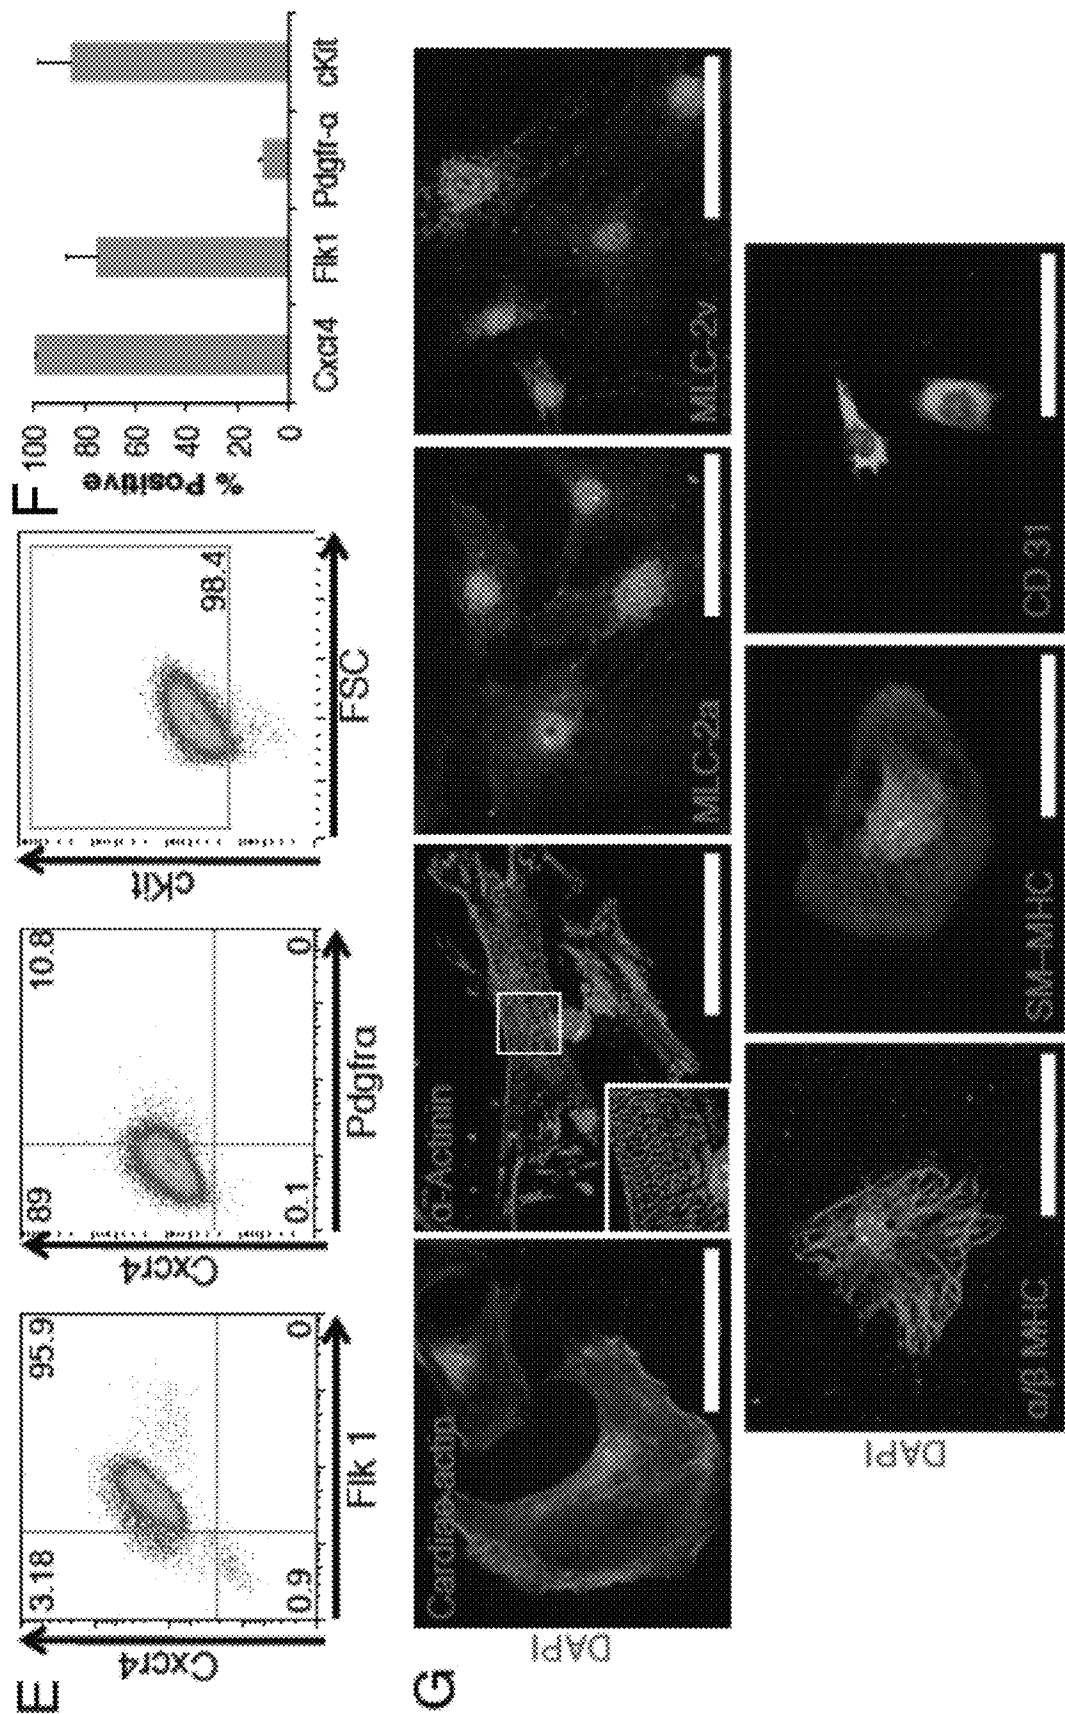 E
Cxcr4
3.18
95.9
0.9
0
Flk 1
Cxcr4
89
10.8
0.1
0
Pdgfrα
cKit
98.4
FSC
F
% Positive
100
80
60
40
20
0
Cxcr4
Flk1
Pdgfr-α
cKit
G
DAPI
Cardiac-actin
α-Actinin
MLC-2a
MLC-2v
DAPI
α/β MHC
SM-MHC
CD 31